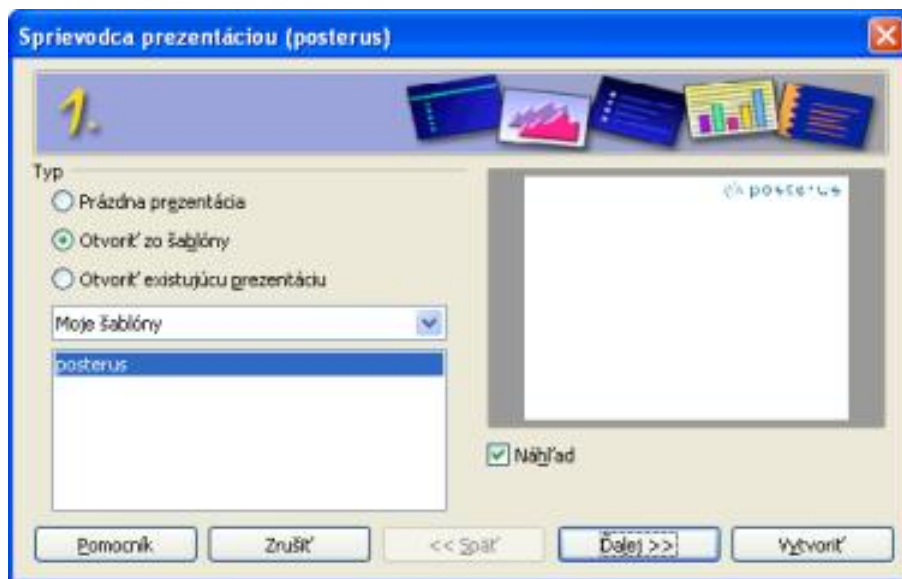 Sprievodca prezentáciou (posterus)
1.
Typ
Prázdna prezentácia
Otvoriť zo šablóny
Otvoriť existujúcu prezentáciu
Moje šablóny
posterus
posterus
Náhľad
Pomocník
Zrušiť
<< Späť
Ďalej >>
Vytvoriť